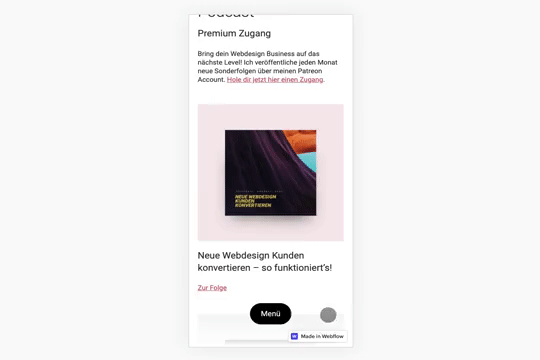 Podcast
Premium Zugang
Bring dein Webdesign Business auf das
nächste Level! Ich veröffentliche jeden Monat
neue Sonderfolgen über meinen Patreon
Account. Hole dir jetzt hier einen Zugang.
NEUE WEBDESIGN
KUNDEN
KONVERTIEREN
Neue Webdesign Kunden
konvertieren – so funktioniert's!
Zur Folge
Menü
Made in Webflow